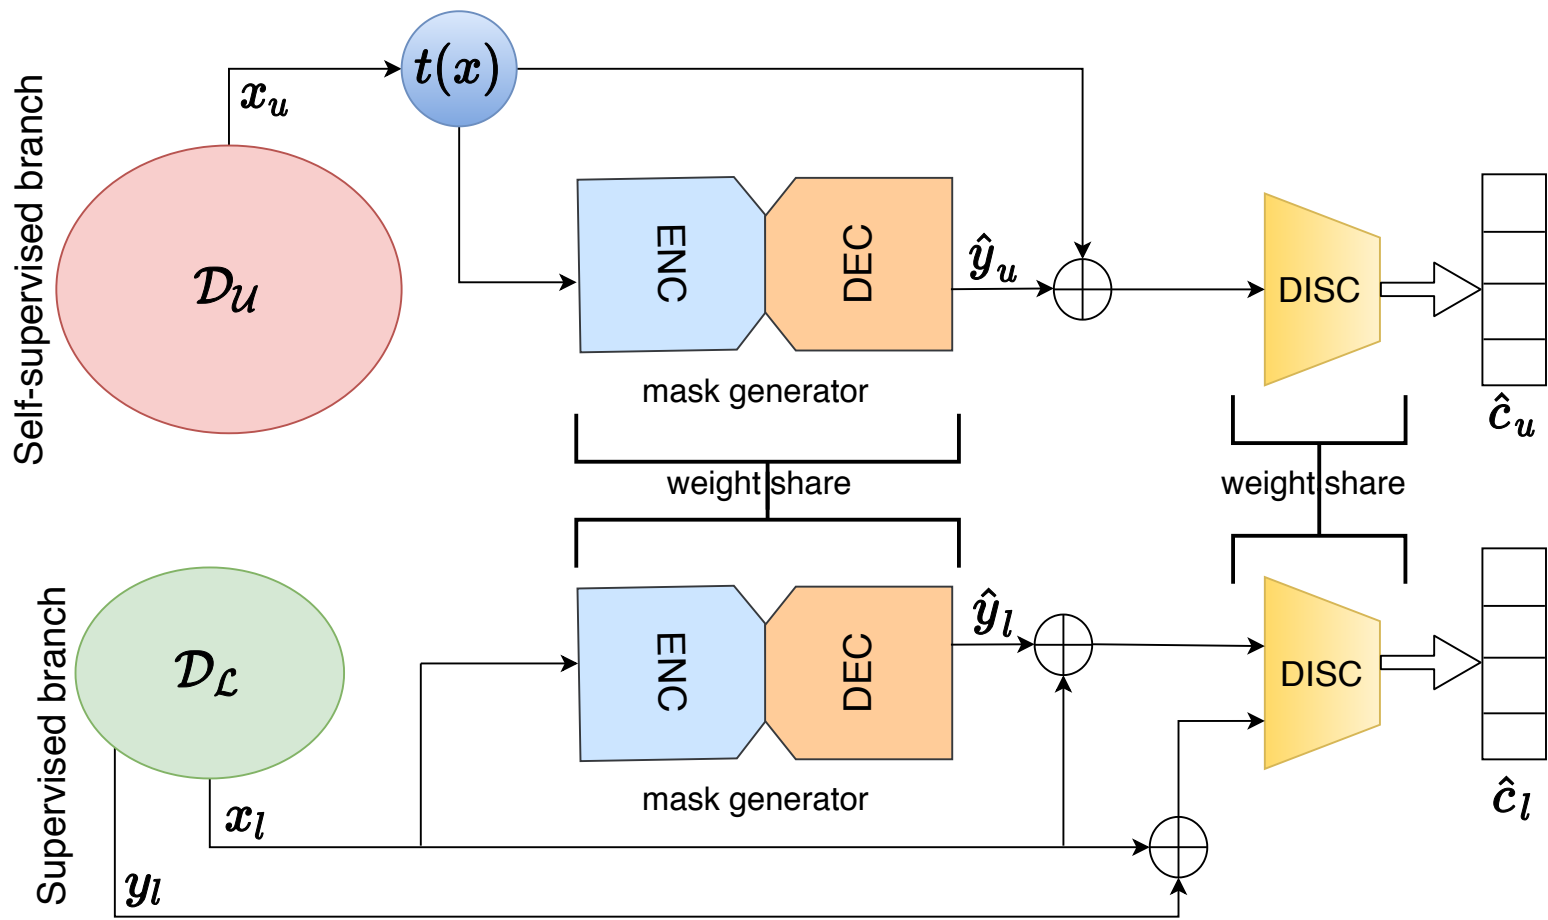 Self-supervised branch
x_u
t(x)
𝒟_𝒰
ENC
DEC
ŷ_u
DISC
ĉ_u
mask generator
weight share
weight share
Supervised branch
𝒟_ℒ
ENC
DEC
ŷ_l
DISC
ĉ_l
mask generator
x_l
y_l